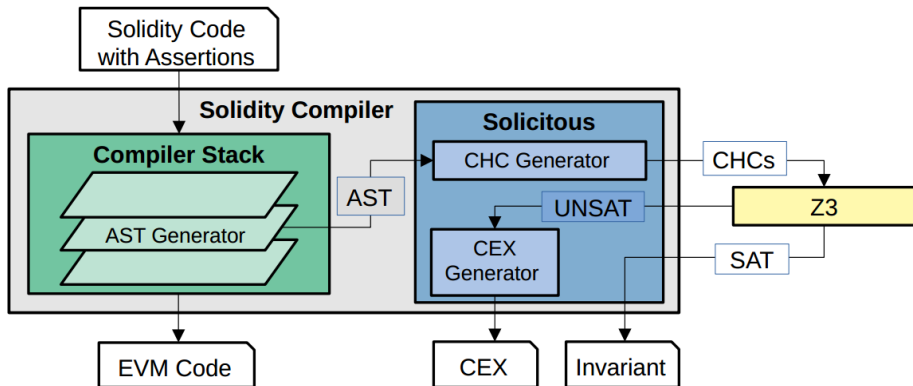 Solidity Code
with Assertions
Solidity Compiler
Solicitous
Compiler Stack
CHC Generator
CHCs
AST
UNSAT
Z3
AST Generator
CEX
Generator
SAT
EVM Code
CEX
Invariant